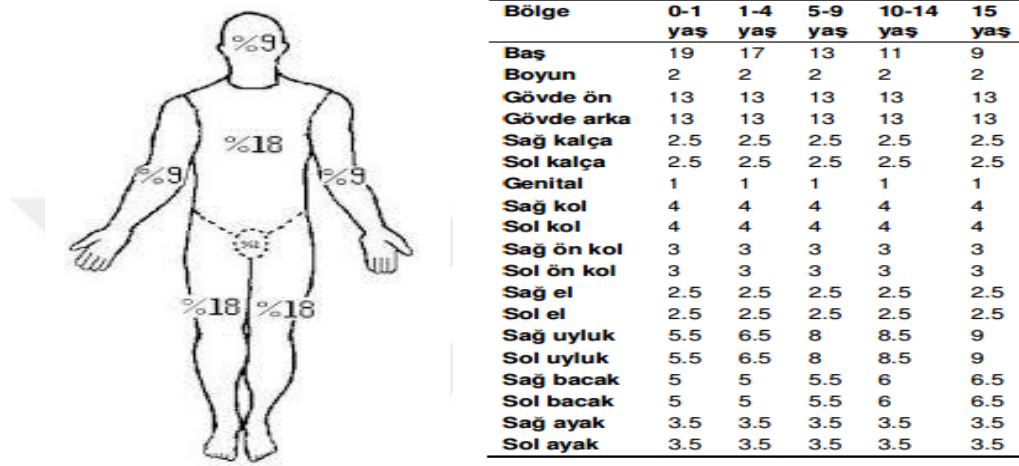 %9
%18
%9 %9
%18 %18
Bölge 0-1 1-4 5-9 10-14 15
yaş yaş yaş yaş yaş
Baş 19 17 13 11 9
Boyun 2 2 2 2 2
Gövde ön 13 13 13 13 13
Gövde arka 13 13 13 13 13
Sağ kalça 2.5 2.5 2.5 2.5 2.5
Sol kalça 2.5 2.5 2.5 2.5 2.5
Genital 1 1 1 1 1
Sağ kol 4 4 4 4 4
Sol kol 4 4 4 4 4
Sağ ön kol 3 3 3 3 3
Sol ön kol 3 3 3 3 3
Sağ el 2.5 2.5 2.5 2.5 2.5
Sol el 2.5 2.5 2.5 2.5 2.5
Sağ uyluk 5.5 6.5 8 8.5 9
Sol uyluk 5.5 6.5 8 8.5 9
Sağ bacak 5 5 5.5 6 6.5
Sol bacak 5 5 5.5 6 6.5
Sağ ayak 3.5 3.5 3.5 3.5 3.5
Sol ayak 3.5 3.5 3.5 3.5 3.5